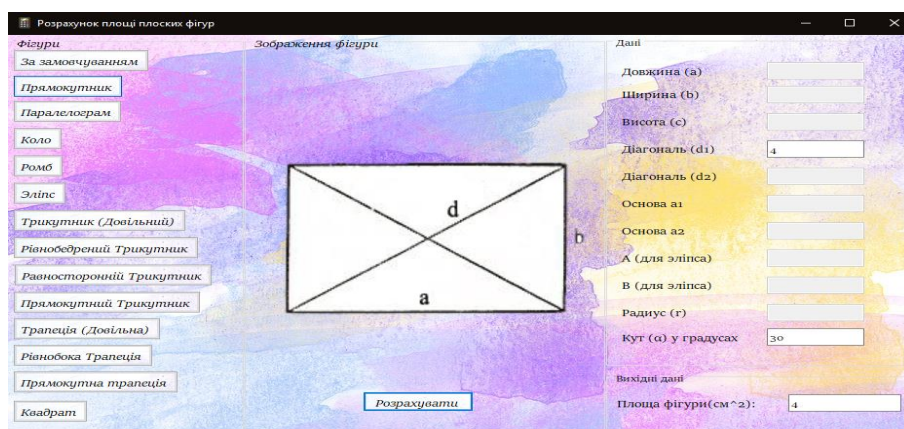 Розрахунок площі плоских фігур
Фігури
За замовчуванням
Прямокутник
Паралелограм
Коло
Ромб
Эліпс
Трикутник (Довільний)
Рівнобедрений Трикутник
Равносторонній Трикутник
Прямокутний Трикутник
Трапеція (Довільна)
Рівнобока Трапеція
Прямокутна трапеція
Квадрат
Зображення фігури
d
b
a
Розрахувати
Дані
Довжина (a)
Ширина (b)
Висота (c)
Діагональ (d1) 4
Діагональ (d2)
Основа a1
Основа a2
А (для эліпса)
В (для эліпса)
Радиус (r)
Кут (α) у градусах 30
Вихідні дані
Площа фігури(см^2): 4